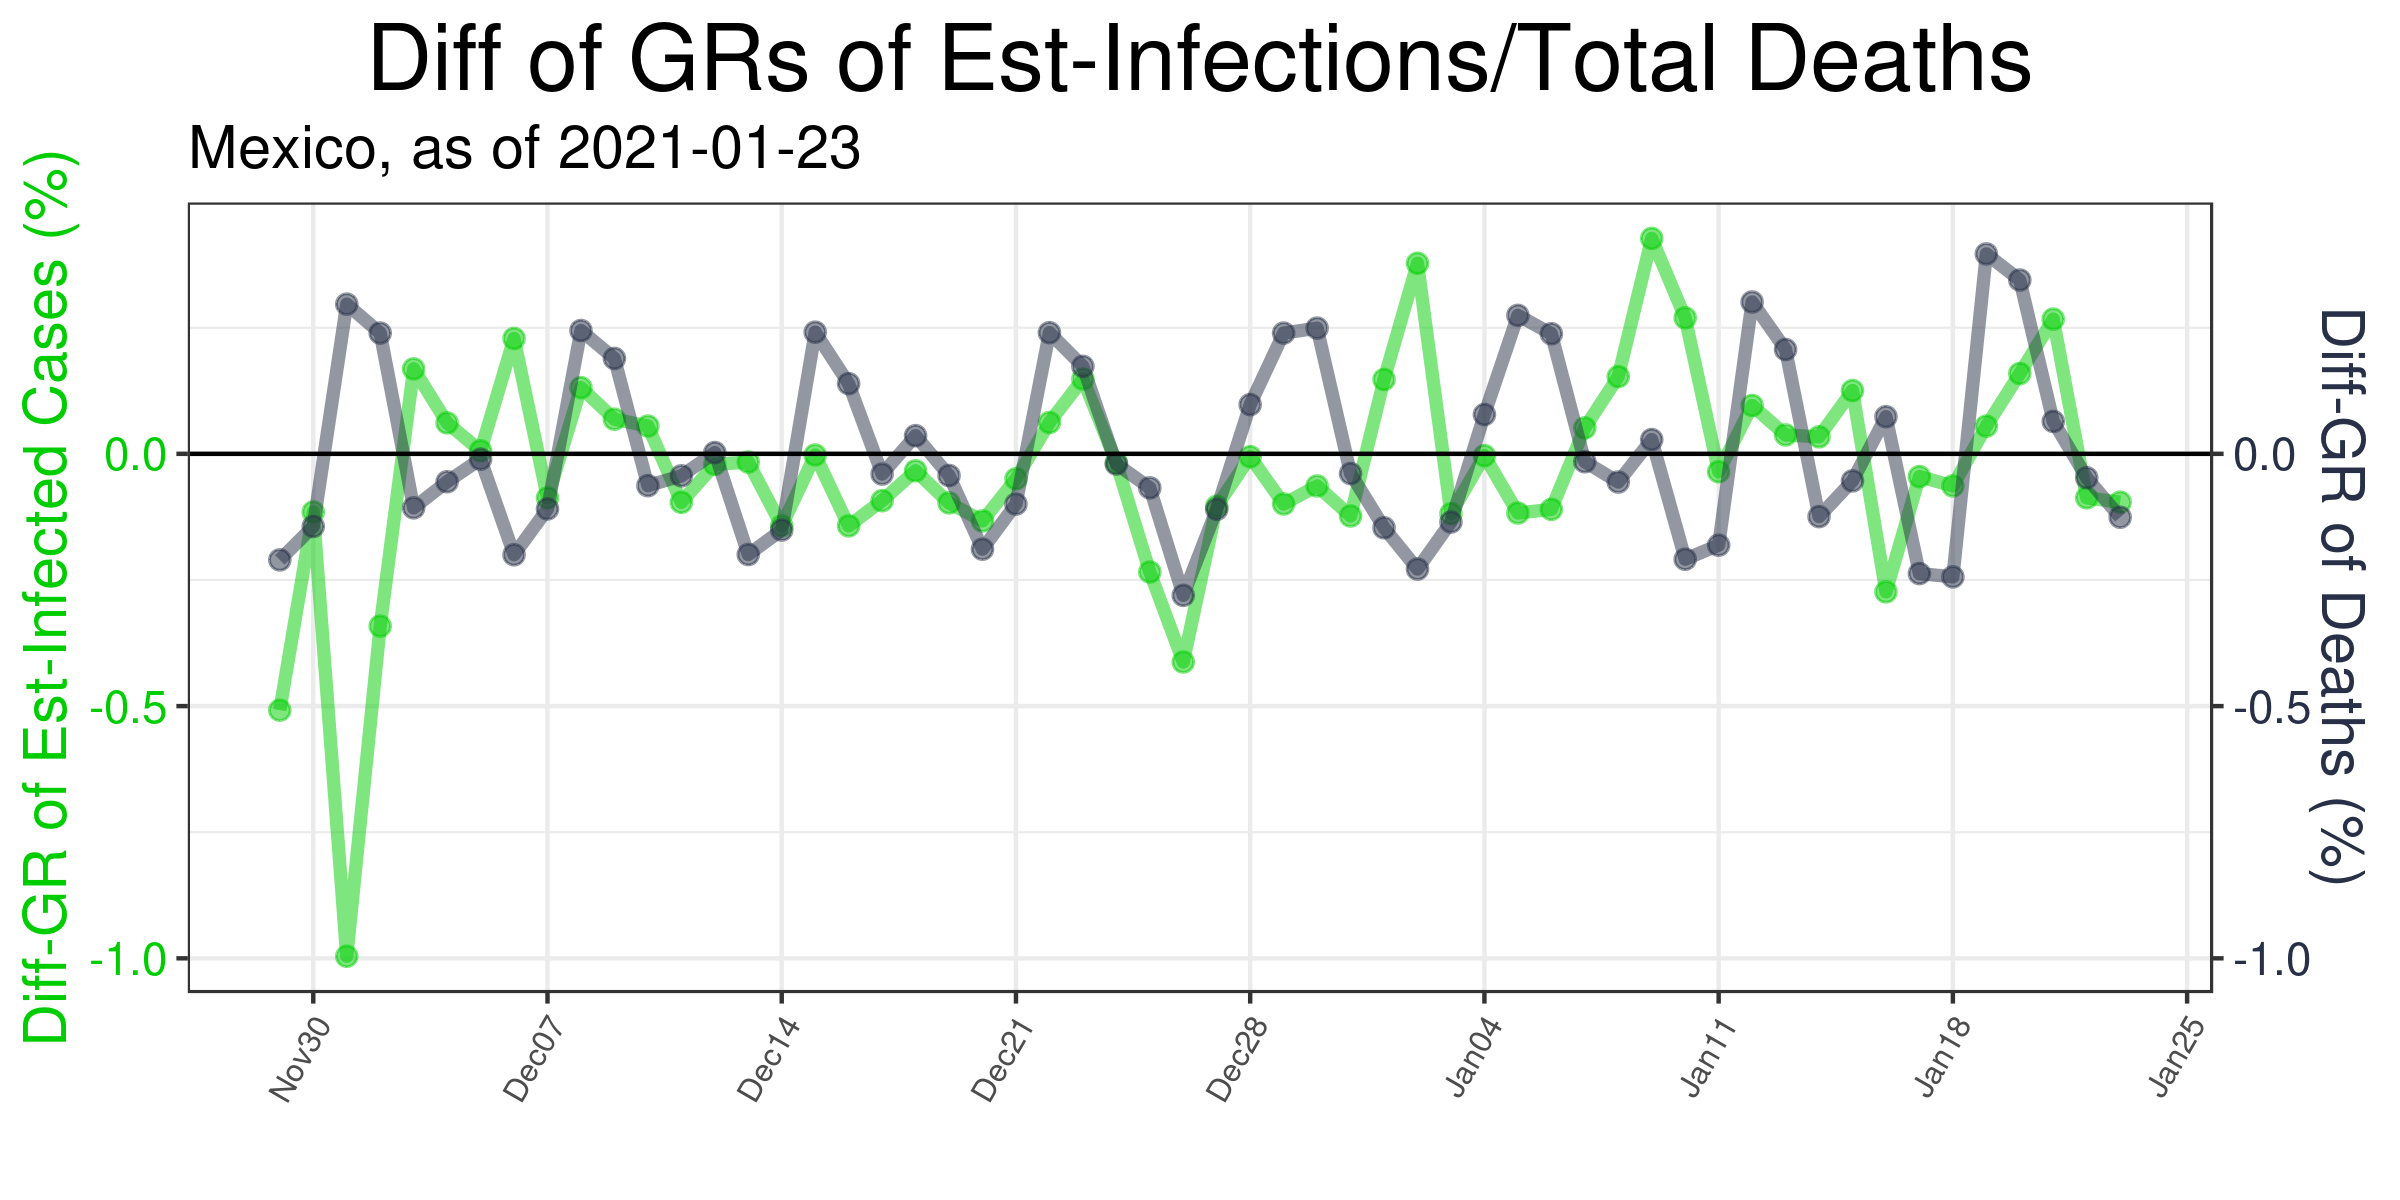 Diff of GRs of Est-Infections/Total Deaths
Mexico, as of 2021-01-23
Diff-GR of Est-Infected Cases (%)
0.0
-0.5
-1.0
0.0
-0.5
-1.0
Diff-GR of Deaths (%)
Nov30
Dec07
Dec14
Dec21
Dec28
Jan04
Jan11
Jan18
Jan25